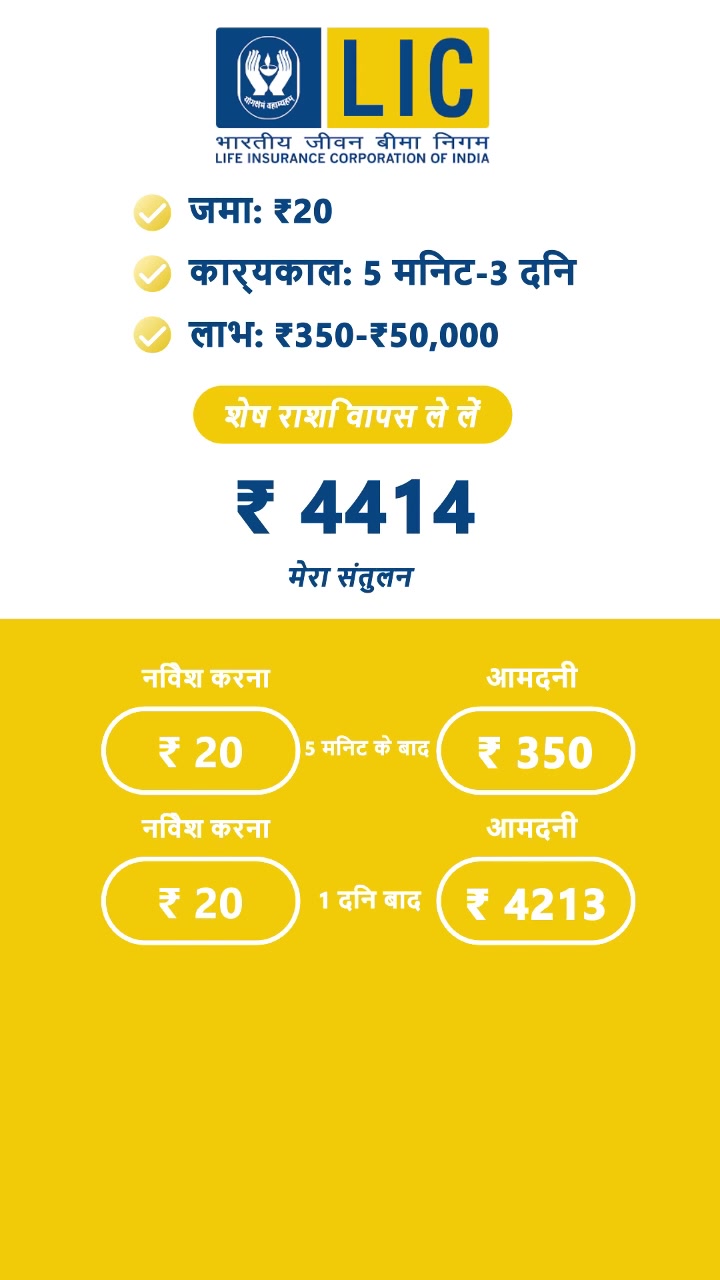 योगक्षेमं वहाम्यहम्
LIC
भारतीय जीवन बीमा निगम
LIFE INSURANCE CORPORATION OF INDIA
जमा: ₹20
कार्‌यकाल: 5 मनिट-3 दनि
लाभ: ₹350-₹50,000
शेष राशि वापस ले लें
₹ 4414
मेरा संतुलन
नविेश करना
आमदनी
₹ 20
5 मनिट के बाद
₹ 350
नविेश करना
आमदनी
₹ 20
1 दनि बाद
₹ 4213